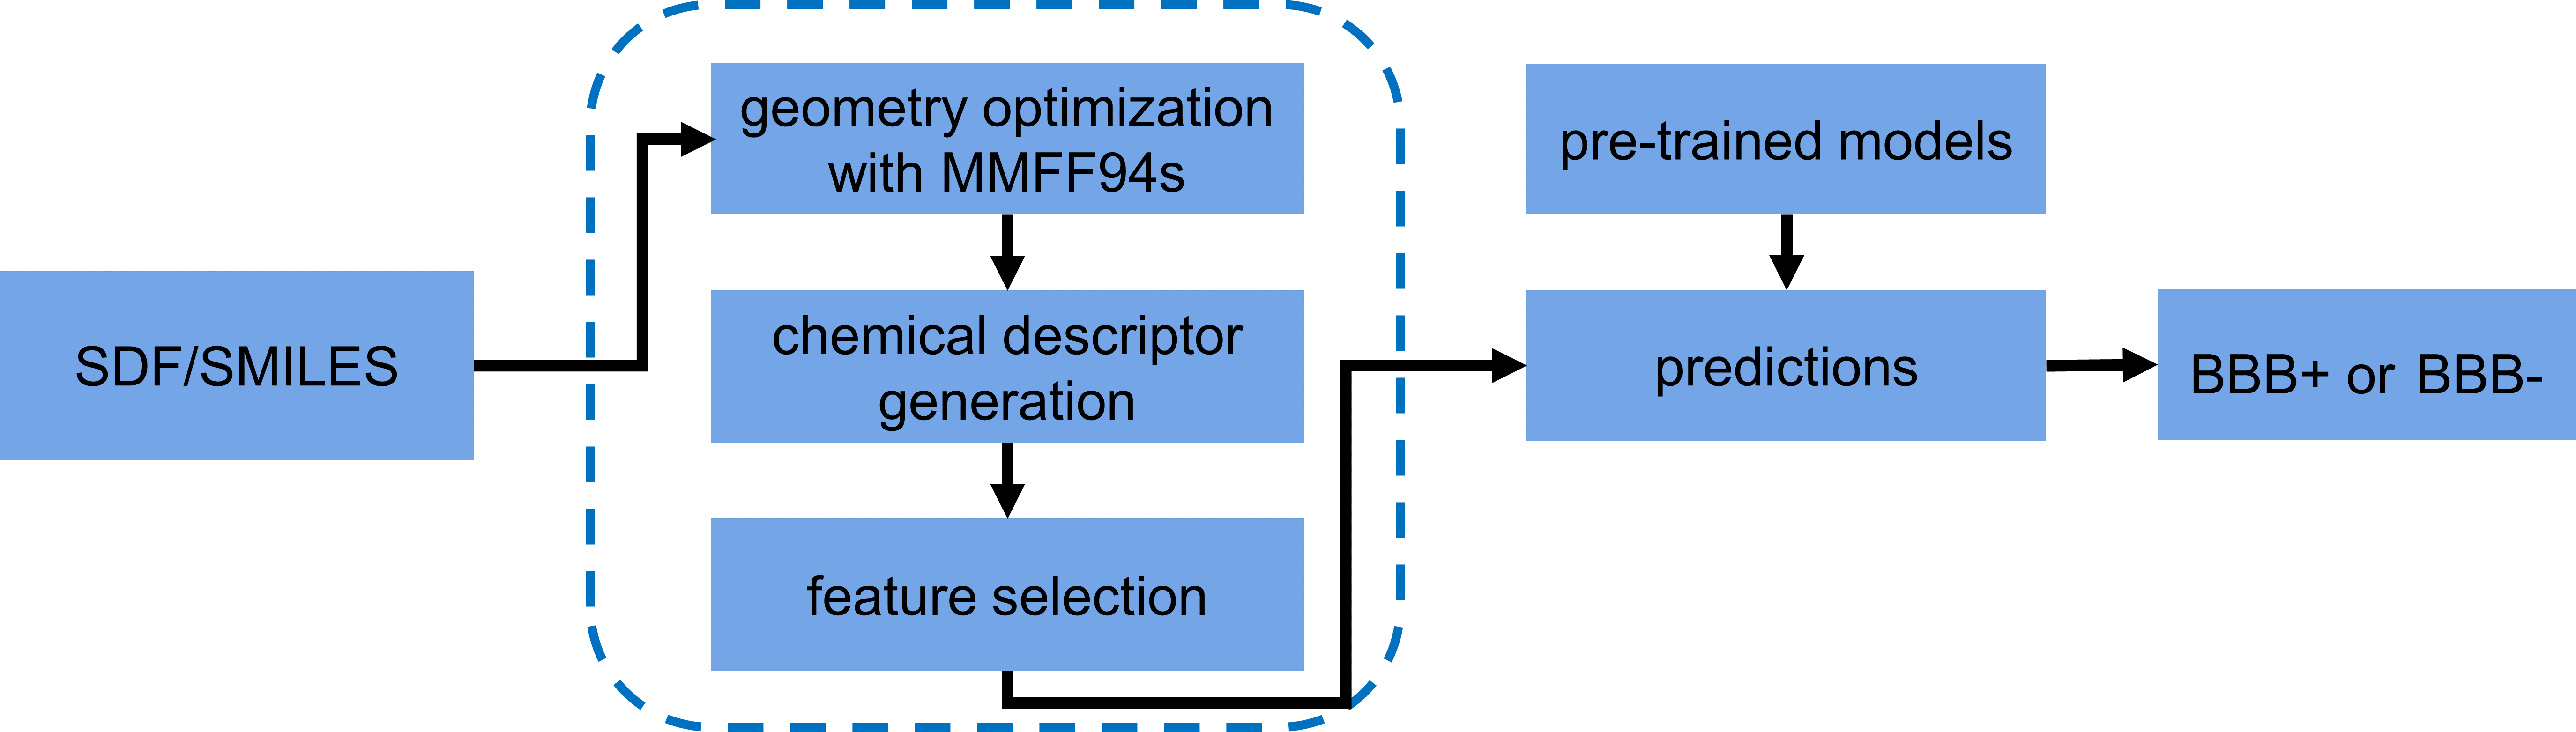 SDF/SMILES
geometry optimization
with MMFF94s
chemical descriptor
generation
feature selection
pre-trained models
predictions
BBB+ or BBB-